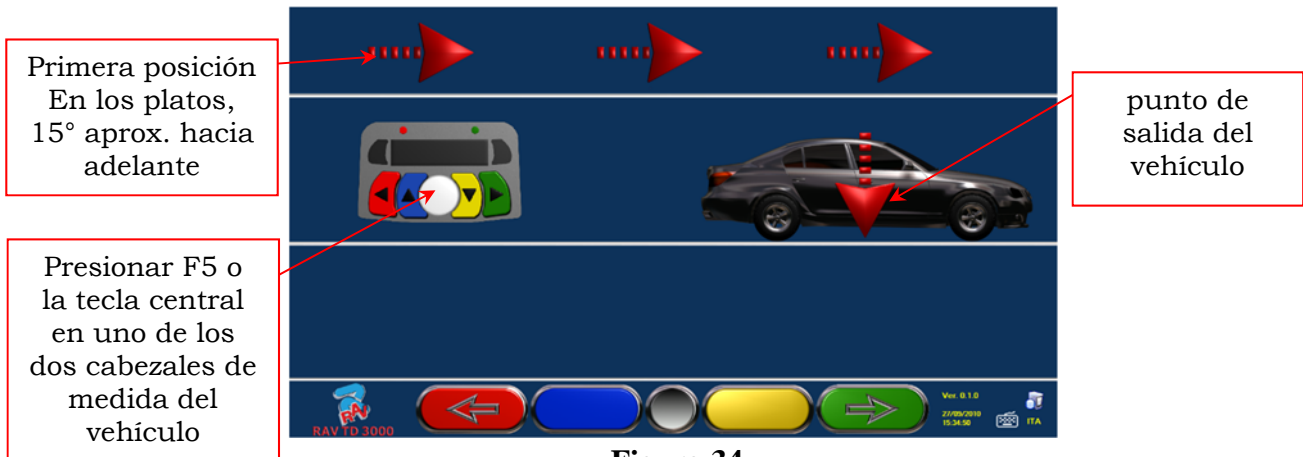 Primera posición
En los platos,
15° aprox. hacia
adelante
punto de
salida del
vehículo
Presionar F5 o
la tecla central
en uno de los
dos cabezales de
medida del
vehículo
RAV
RAV TD 3000
Ver. 0.1.0
27/09/2010
15:34:50
ITA